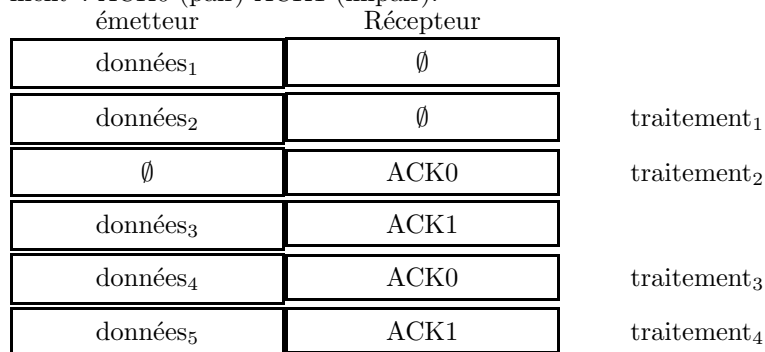 ment : ACK0 (pair) ACK1 (impair).
émetteur Récepteur
données₁ ∅
données₂ ∅ traitement₁
∅ ACK0 traitement₂
données₃ ACK1
données₄ ACK0 traitement₃
données₅ ACK1 traitement₄